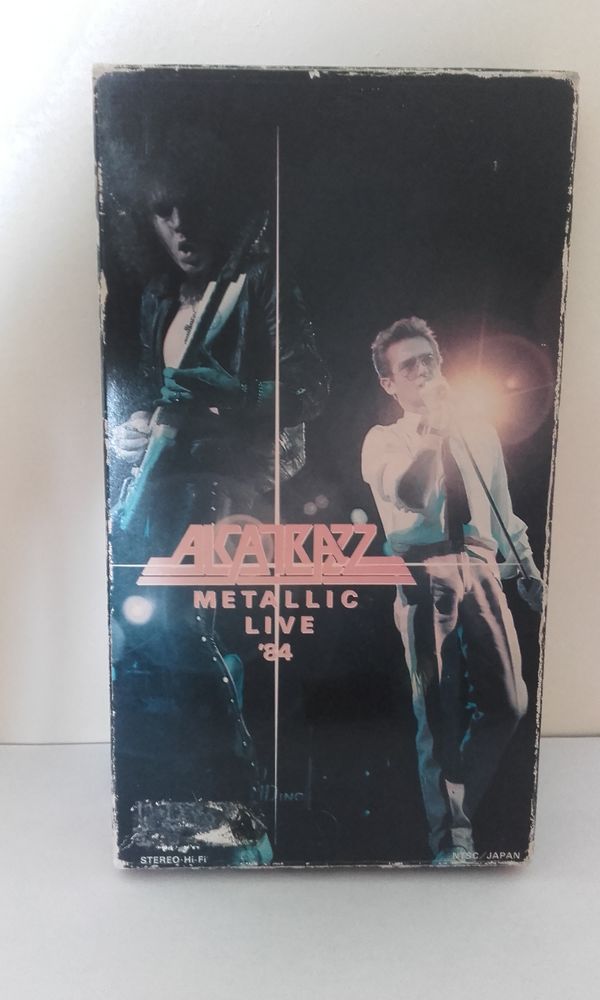 ALCATRAZZ
METALLIC
LIVE
'84
STEREO·Hi-Fi
NTSC/JAPAN